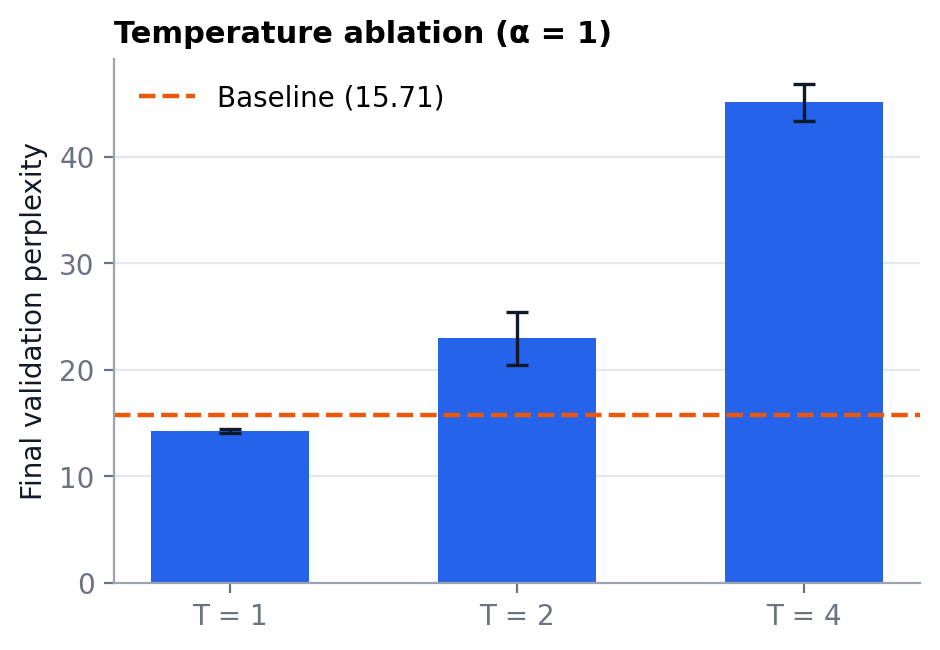 Temperature ablation (α = 1)
Baseline (15.71)
Final validation perplexity
40
30
20
10
0
T = 1
T = 2
T = 4